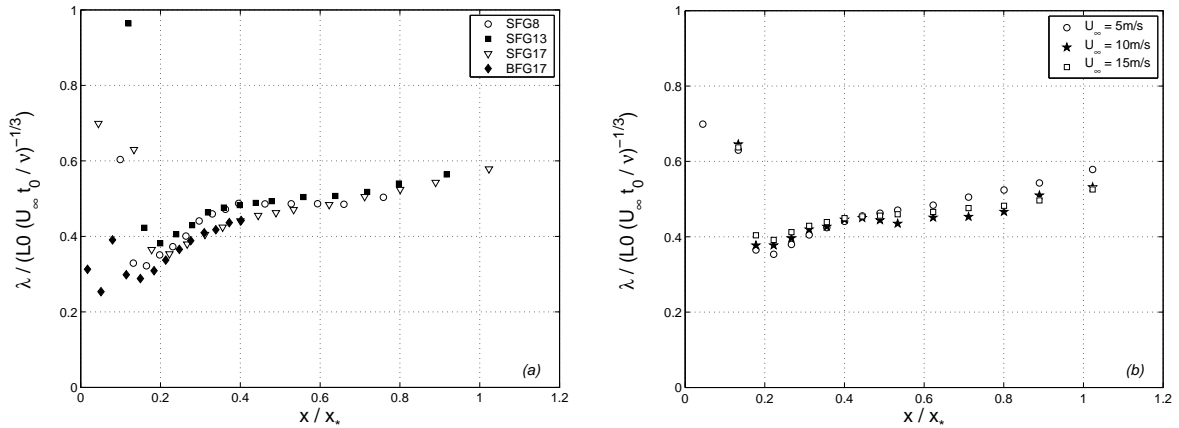 1
0.8
0.6
0.4
0.2
0
0 0.2 0.4 0.6 0.8 1 1.2
λ / (L0 (U∞ t0 / ν)−1/3)
x / x*
SFG8
SFG13
SFG17
BFG17
(a)
1
0.8
0.6
0.4
0.2
0
0 0.2 0.4 0.6 0.8 1 1.2
λ / (L0 (U∞ t0 / ν)−1/3)
x / x*
U∞ = 5m/s
U∞ = 10m/s
U∞ = 15m/s
(b)